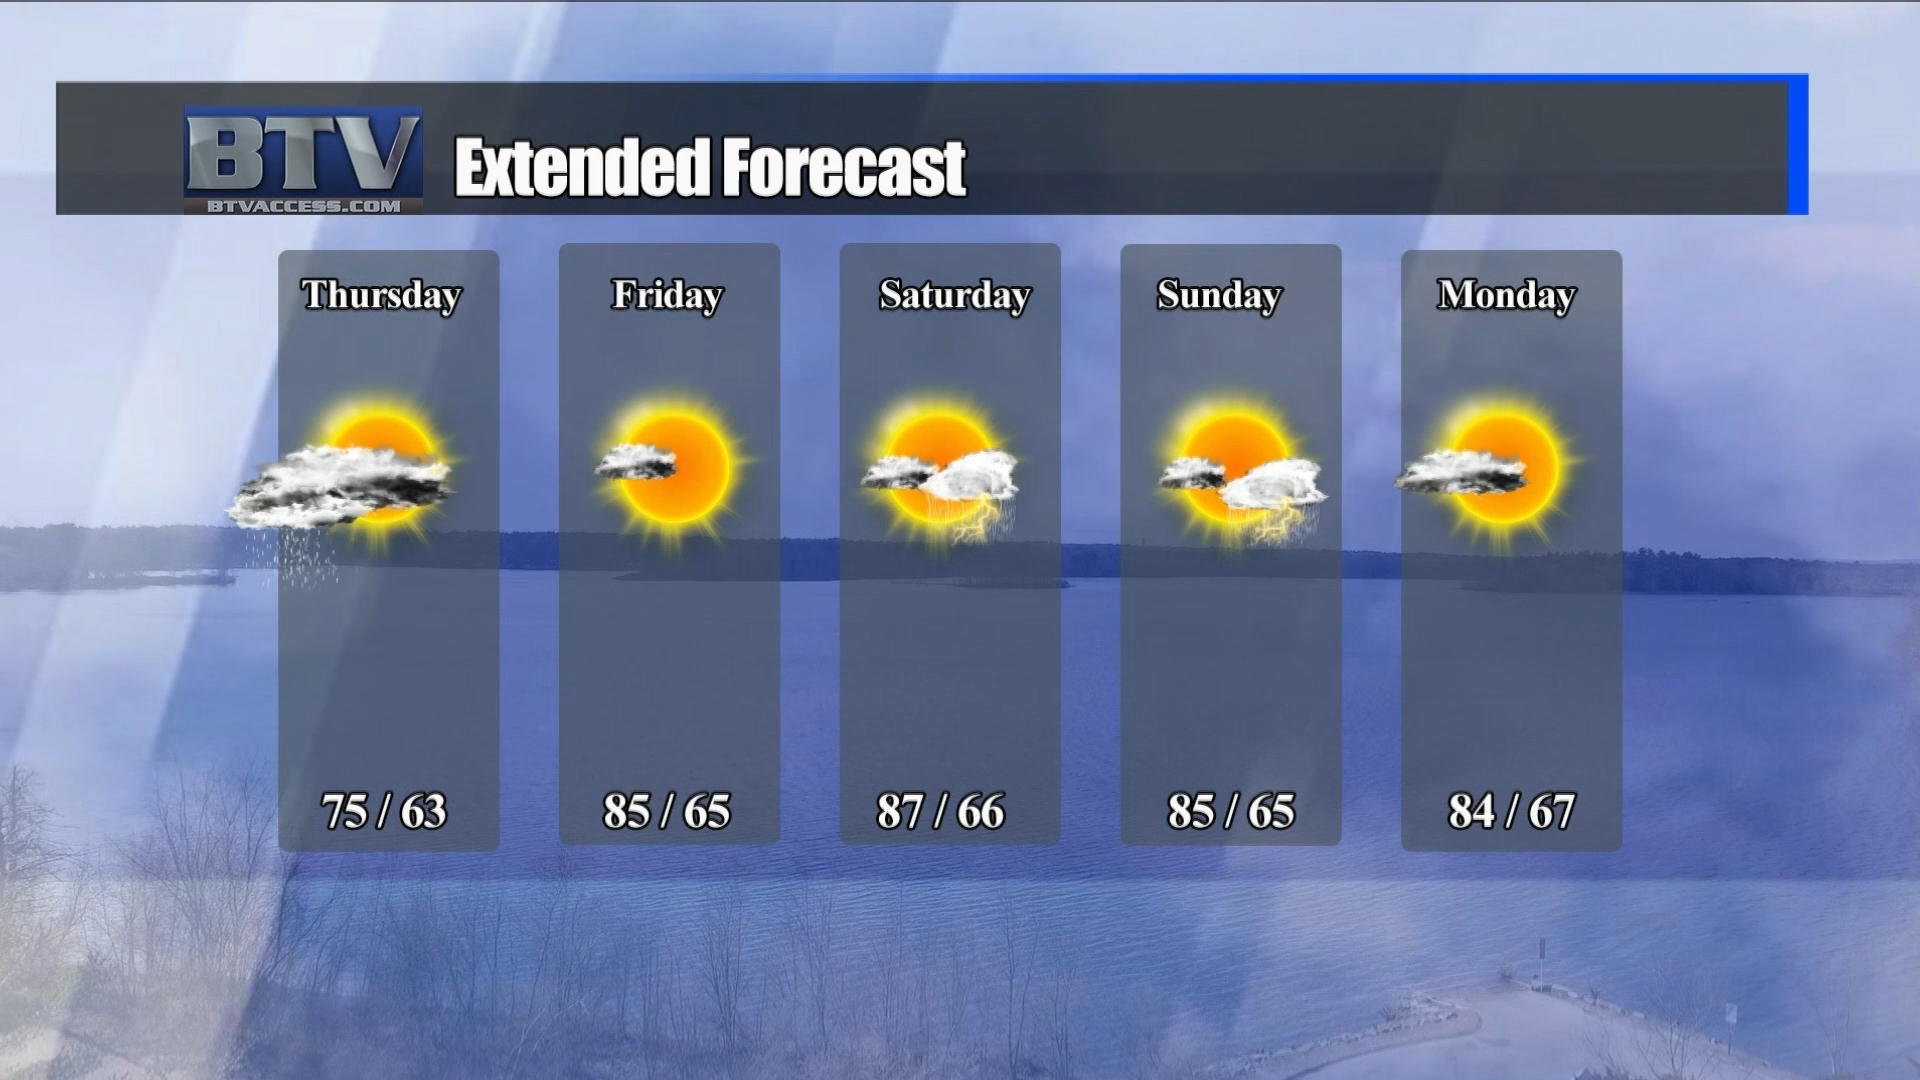 BTV
BTVACCESS.COM
Extended Forecast
Thursday
Friday
Saturday
Sunday
Monday
75 / 63
85 / 65
87 / 66
85 / 65
84 / 67